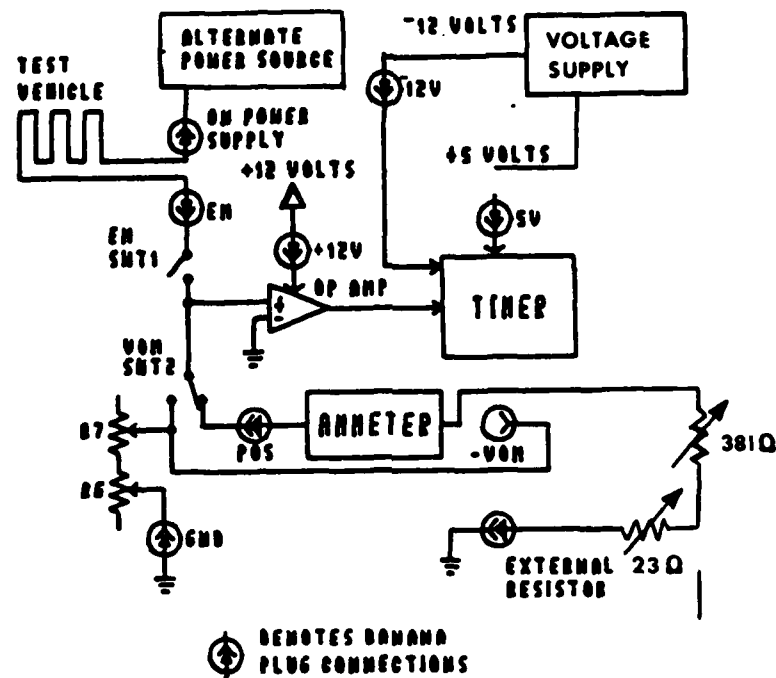 ALTERNATE
POWER SOURCE
-12 VOLTS
VOLTAGE
SUPPLY
TEST
VEHICLE
-12V
ON POWER
SUPPLY
+5 VOLTS
+12 VOLTS
EM
5V
EM
SWT1
+12V
OP AMP
+
-
TIMER
VOM
SWT2
R7
AMMETER
POS
-VOM
381Ω
R6
GND
EXTERNAL
RESISTOR
23Ω
DENOTES BANANA
PLUG CONNECTIONS